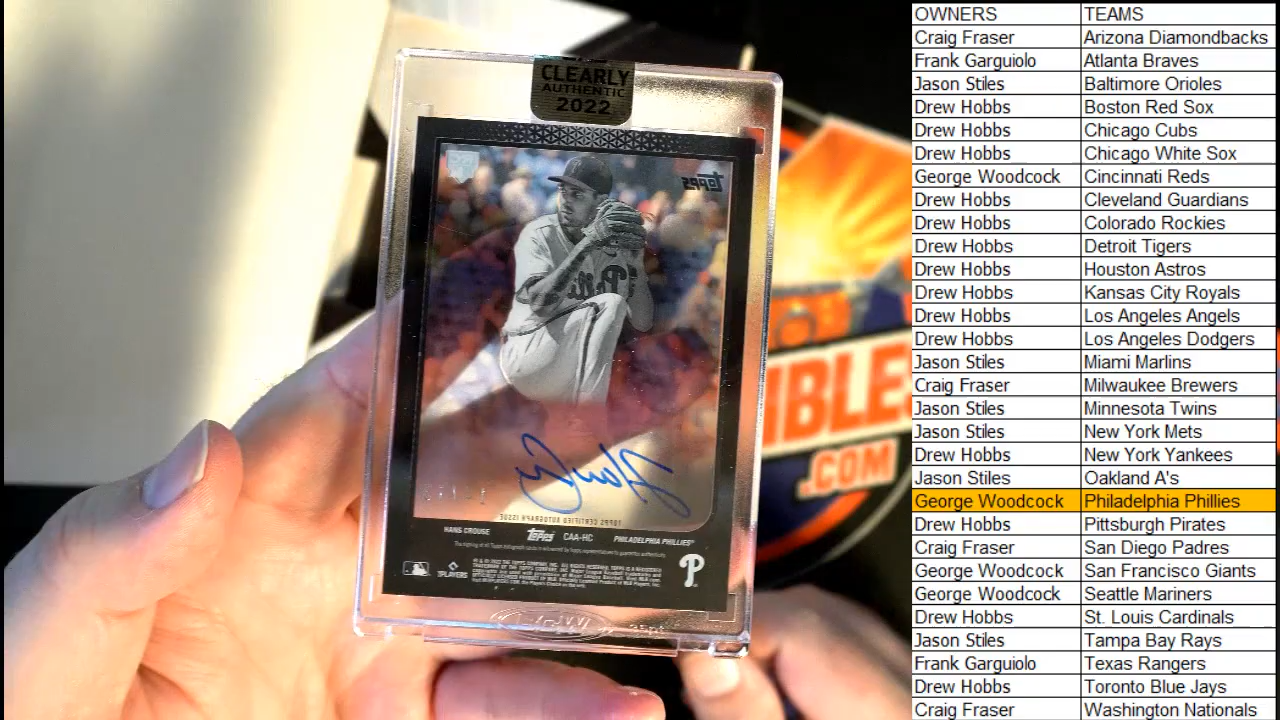 CLEARLY
AUTHENTIC
2022
Topps
TOPPS CERTIFIED AUTOGRAPH ISSUE
HANS CROUSE
Topps
CAA-HC
PHILADELPHIA PHILLIES
PLAYERS
P
IBLES
.COM
OWNERS TEAMS
Craig Fraser Arizona Diamondbacks
Frank Garguiolo Atlanta Braves
Jason Stiles Baltimore Orioles
Drew Hobbs Boston Red Sox
Drew Hobbs Chicago Cubs
Drew Hobbs Chicago White Sox
George Woodcock Cincinnati Reds
Drew Hobbs Cleveland Guardians
Drew Hobbs Colorado Rockies
Drew Hobbs Detroit Tigers
Drew Hobbs Houston Astros
Drew Hobbs Kansas City Royals
Drew Hobbs Los Angeles Angels
Drew Hobbs Los Angeles Dodgers
Jason Stiles Miami Marlins
Craig Fraser Milwaukee Brewers
Jason Stiles Minnesota Twins
Jason Stiles New York Mets
Drew Hobbs New York Yankees
Jason Stiles Oakland A's
George Woodcock Philadelphia Phillies
Drew Hobbs Pittsburgh Pirates
Craig Fraser San Diego Padres
George Woodcock San Francisco Giants
George Woodcock Seattle Mariners
Drew Hobbs St. Louis Cardinals
Jason Stiles Tampa Bay Rays
Frank Garguiolo Texas Rangers
Drew Hobbs Toronto Blue Jays
Craig Fraser Washington Nationals